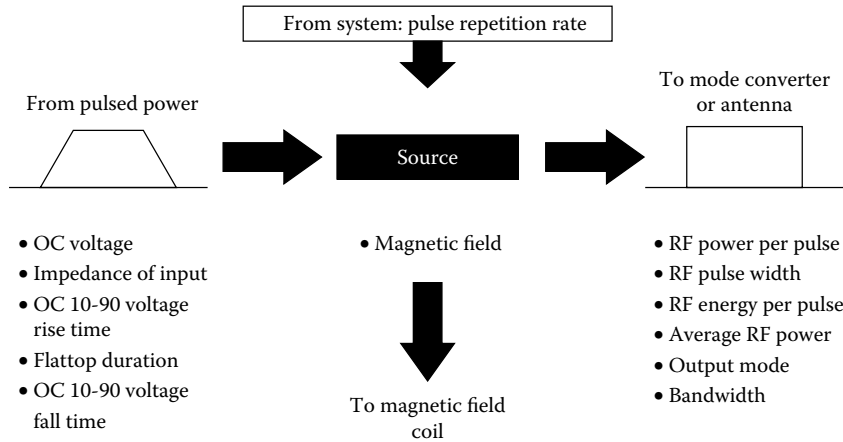 From system: pulse repetition rate
From pulsed power
To mode converter
or antenna
Source
• OC voltage
• Impedance of input
• OC 10-90 voltage
rise time
• Flattop duration
• OC 10-90 voltage
fall time
• Magnetic field
To magnetic field
coil
• RF power per pulse
• RF pulse width
• RF energy per pulse
• Average RF power
• Output mode
• Bandwidth